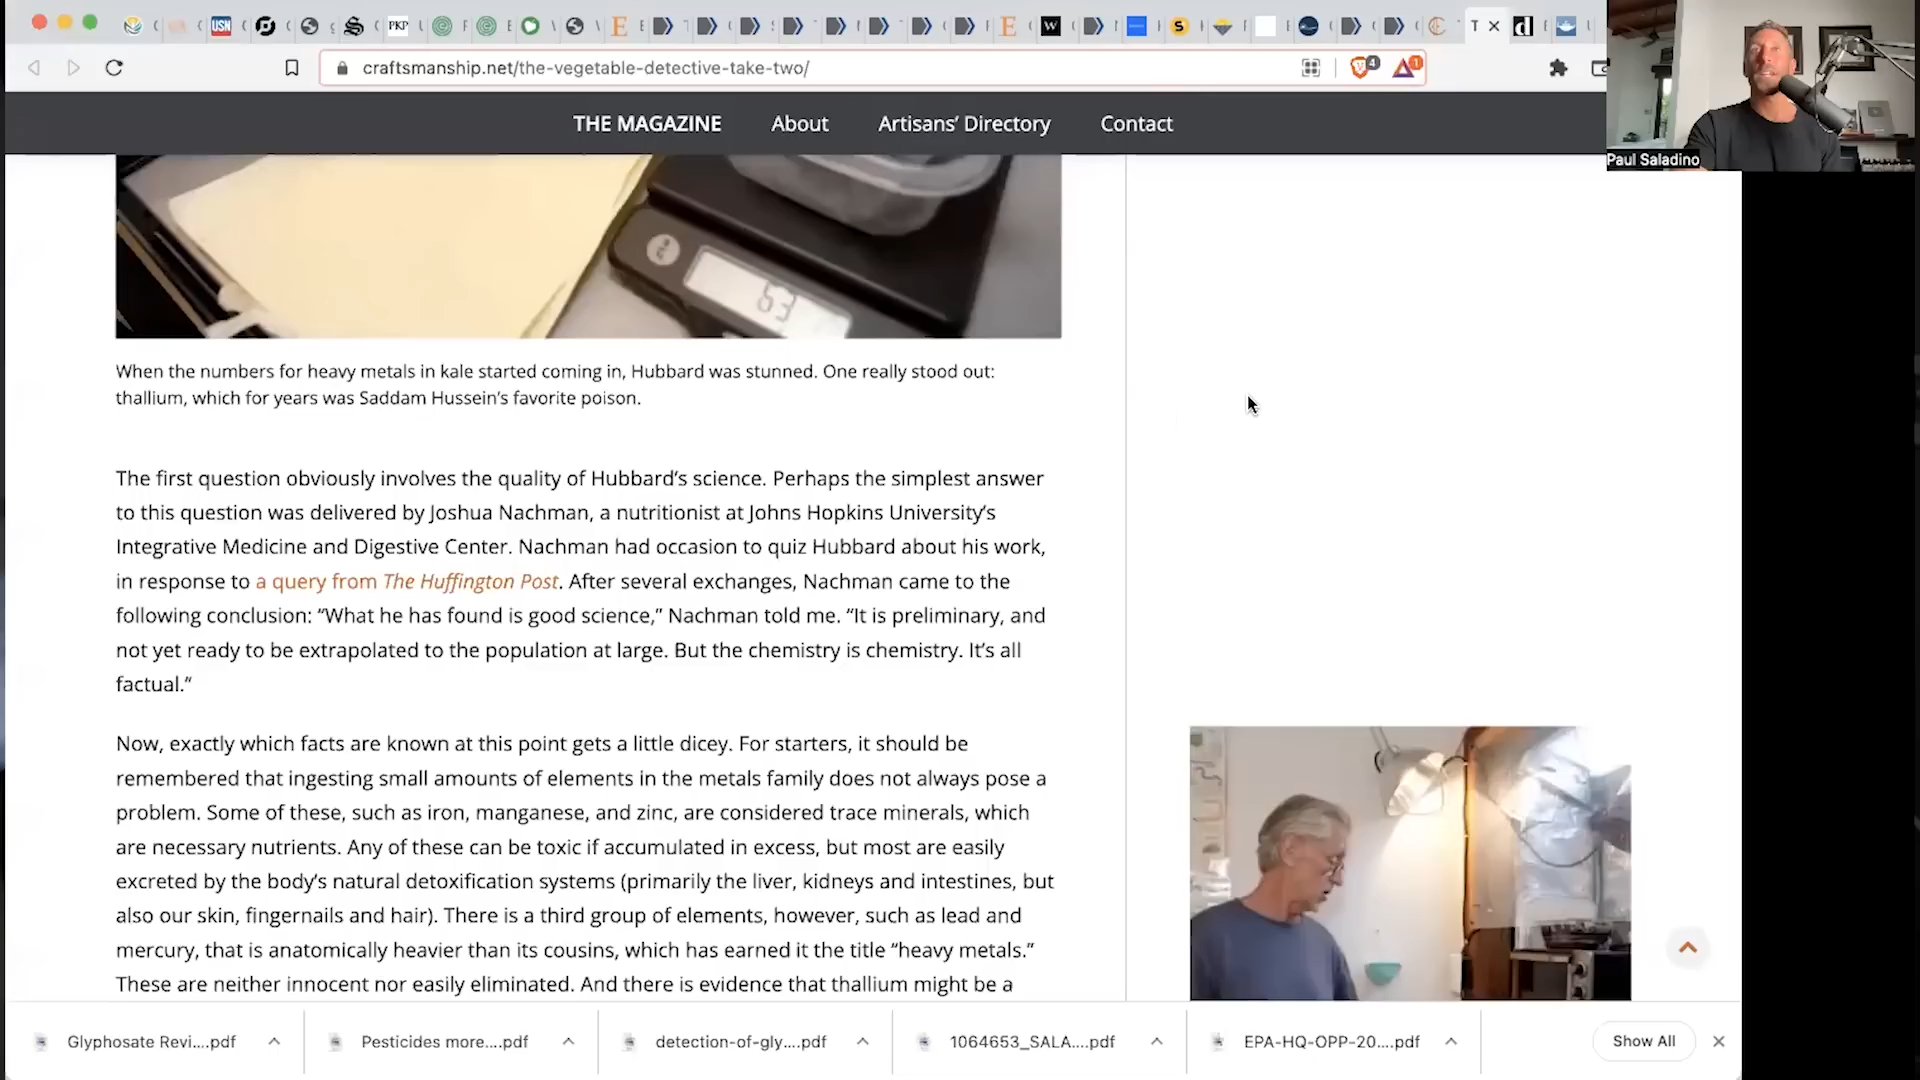 USN
PKP
E
E
W
S
T
d
craftsmanship.net/the-vegetable-detective-take-two/
4
1
THE MAGAZINE
About
Artisans’ Directory
Contact
Paul Saladino
63
When the numbers for heavy metals in kale started coming in, Hubbard was stunned. One really stood out:
thallium, which for years was Saddam Hussein’s favorite poison.
The first question obviously involves the quality of Hubbard’s science. Perhaps the simplest answer
to this question was delivered by Joshua Nachman, a nutritionist at Johns Hopkins University’s
Integrative Medicine and Digestive Center. Nachman had occasion to quiz Hubbard about his work,
in response to a query from The Huffington Post. After several exchanges, Nachman came to the
following conclusion: “What he has found is good science,” Nachman told me. “It is preliminary, and
not yet ready to be extrapolated to the population at large. But the chemistry is chemistry. It’s all
factual.”
Now, exactly which facts are known at this point gets a little dicey. For starters, it should be
remembered that ingesting small amounts of elements in the metals family does not always pose a
problem. Some of these, such as iron, manganese, and zinc, are considered trace minerals, which
are necessary nutrients. Any of these can be toxic if accumulated in excess, but most are easily
excreted by the body’s natural detoxification systems (primarily the liver, kidneys and intestines, but
also our skin, fingernails and hair). There is a third group of elements, however, such as lead and
mercury, that is anatomically heavier than its cousins, which has earned it the title “heavy metals.”
These are neither innocent nor easily eliminated. And there is evidence that thallium might be a
Glyphosate Revi....pdf
Pesticides more....pdf
detection-of-gly....pdf
1064653_SALA....pdf
EPA-HQ-OPP-20....pdf
Show All